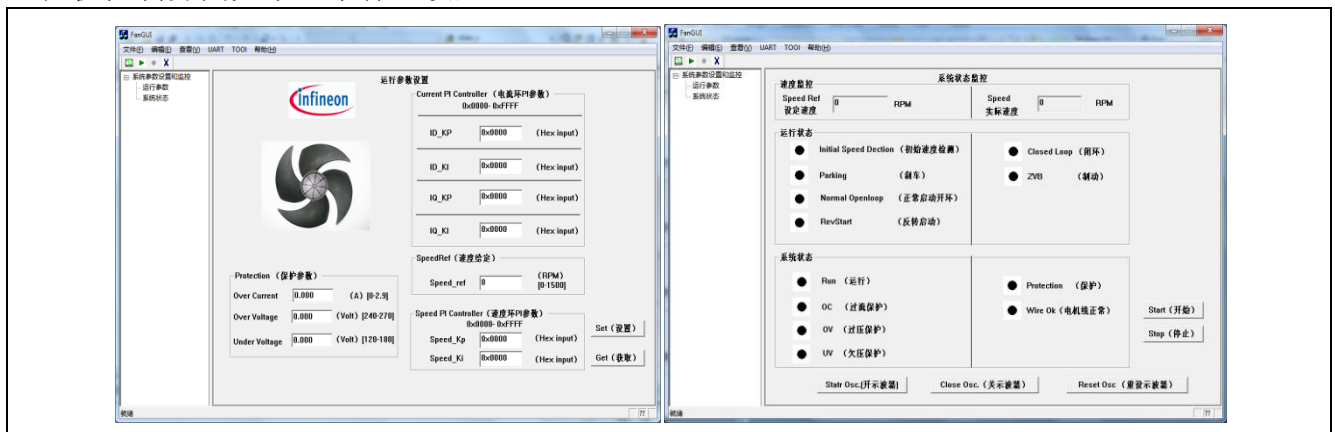 FanGUI
文件(F) 编辑(E) 查看(V) UART TOOl 帮助(H)
系统参数设置和监控
运行参数
系统状态
运行参数设置
infineon
Current PI Controller （电流环PI参数）
0x0000- 0xFFFF
ID_KP 0x0000 (Hex input)
ID_KI 0x0000 (Hex input)
IQ_KP 0x0000 (Hex input)
IQ_KI 0x0000 (Hex input)
SpeedRef（速度给定）
Speed_ref 0 (RPM)
[0-1500]
Protection （保护参数）
Over Current 0.000 (A) [0-2.9]
Over Voltage 0.000 (Volt) [240-270]
Under Voltage 0.000 (Volt) [120-180]
Speed PI Controller（速度环PI参数）
0x0000- 0xFFFF
Speed_Kp 0x0000 (Hex input)
Speed_Ki 0x0000 (Hex input)
Set（设置）
Get（获取）
就绪
FanGUI
文件(F) 编辑(E) 查看(V) UART TOOl 帮助(H)
系统参数设置和监控
运行参数
系统状态
系统状态监控
速度监控
Speed Ref 0 RPM
设定速度
Speed 0 RPM
实际速度
运行状态
Initial Speed Dection （初始速度检测）
Closed Loop （闭环）
Parking （刹车）
ZVB （制动）
Normal Openloop （正常启动开环）
RevStart （反转启动）
系统状态
Run （运行）
Protection （保护）
OC （过流保护）
Wire Ok（电机线正常）
OV （过压保护）
UV （欠压保护）
Start（开始）
Stop（停止）
Statr Osc.[开示波器]
Close Osc.（关示波器）
Reset Osc （重设示波器）
就绪